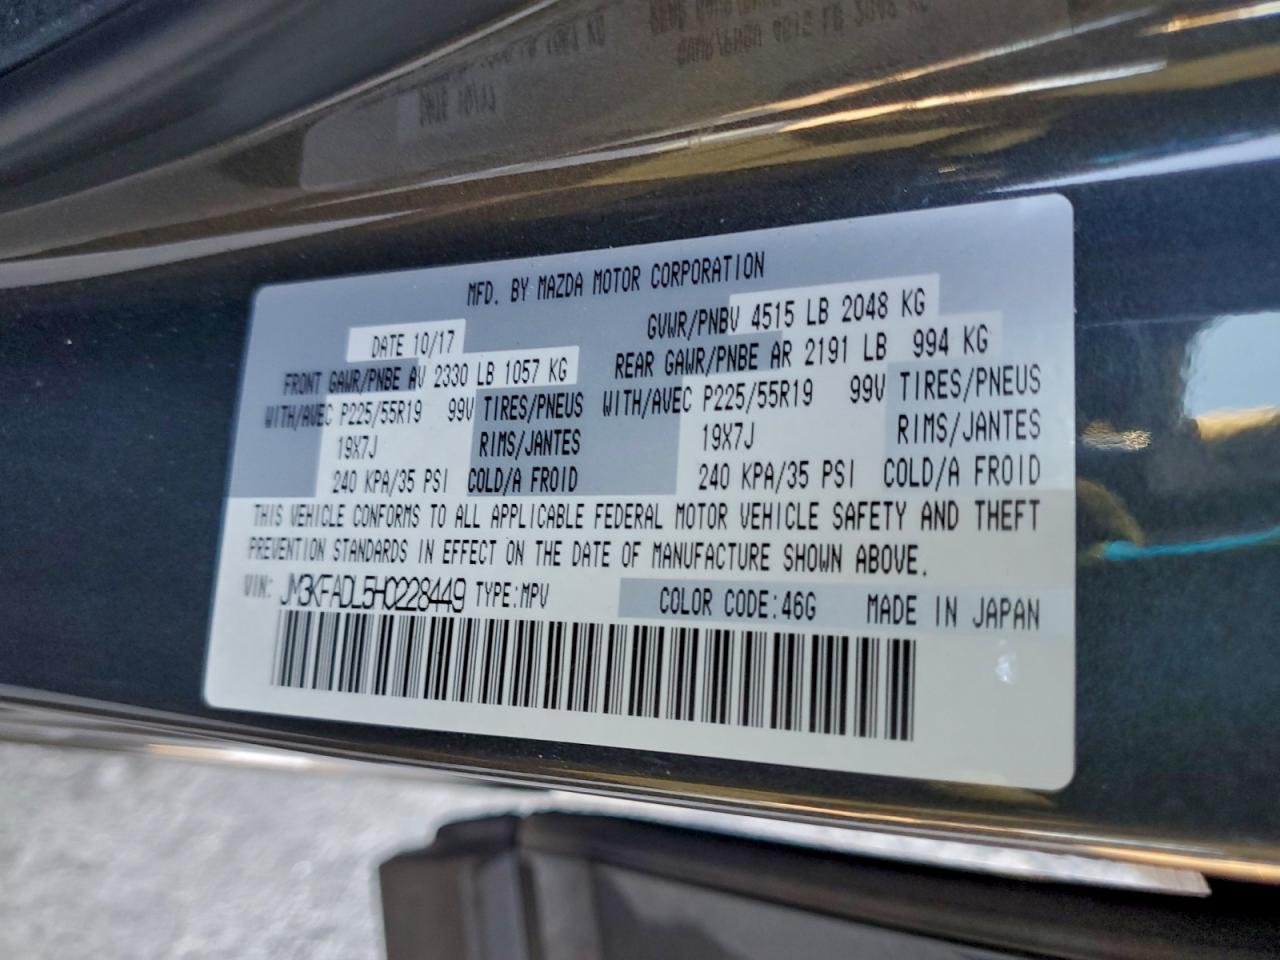 MFD. BY MAZDA MOTOR CORPORATION
DATE 10/17 GVWR/PNBV 4515 LB 2048 KG
FRONT GAWR/PNBE AV 2330 LB 1057 KG REAR GAWR/PNBE AR 2191 LB 994 KG
WITH/AVEC P225/55R19 99V TIRES/PNEUS WITH/AVEC P225/55R19 99V TIRES/PNEUS
19X7J RIMS/JANTES 19X7J RIMS/JANTES
240 KPA/35 PSI COLD/A FROID 240 KPA/35 PSI COLD/A FROID
THIS VEHICLE CONFORMS TO ALL APPLICABLE FEDERAL MOTOR VEHICLE SAFETY AND THEFT
PREVENTION STANDARDS IN EFFECT ON THE DATE OF MANUFACTURE SHOWN ABOVE.
VIN: JM3KFADL5H0228449 TYPE:MPV COLOR CODE:46G MADE IN JAPAN